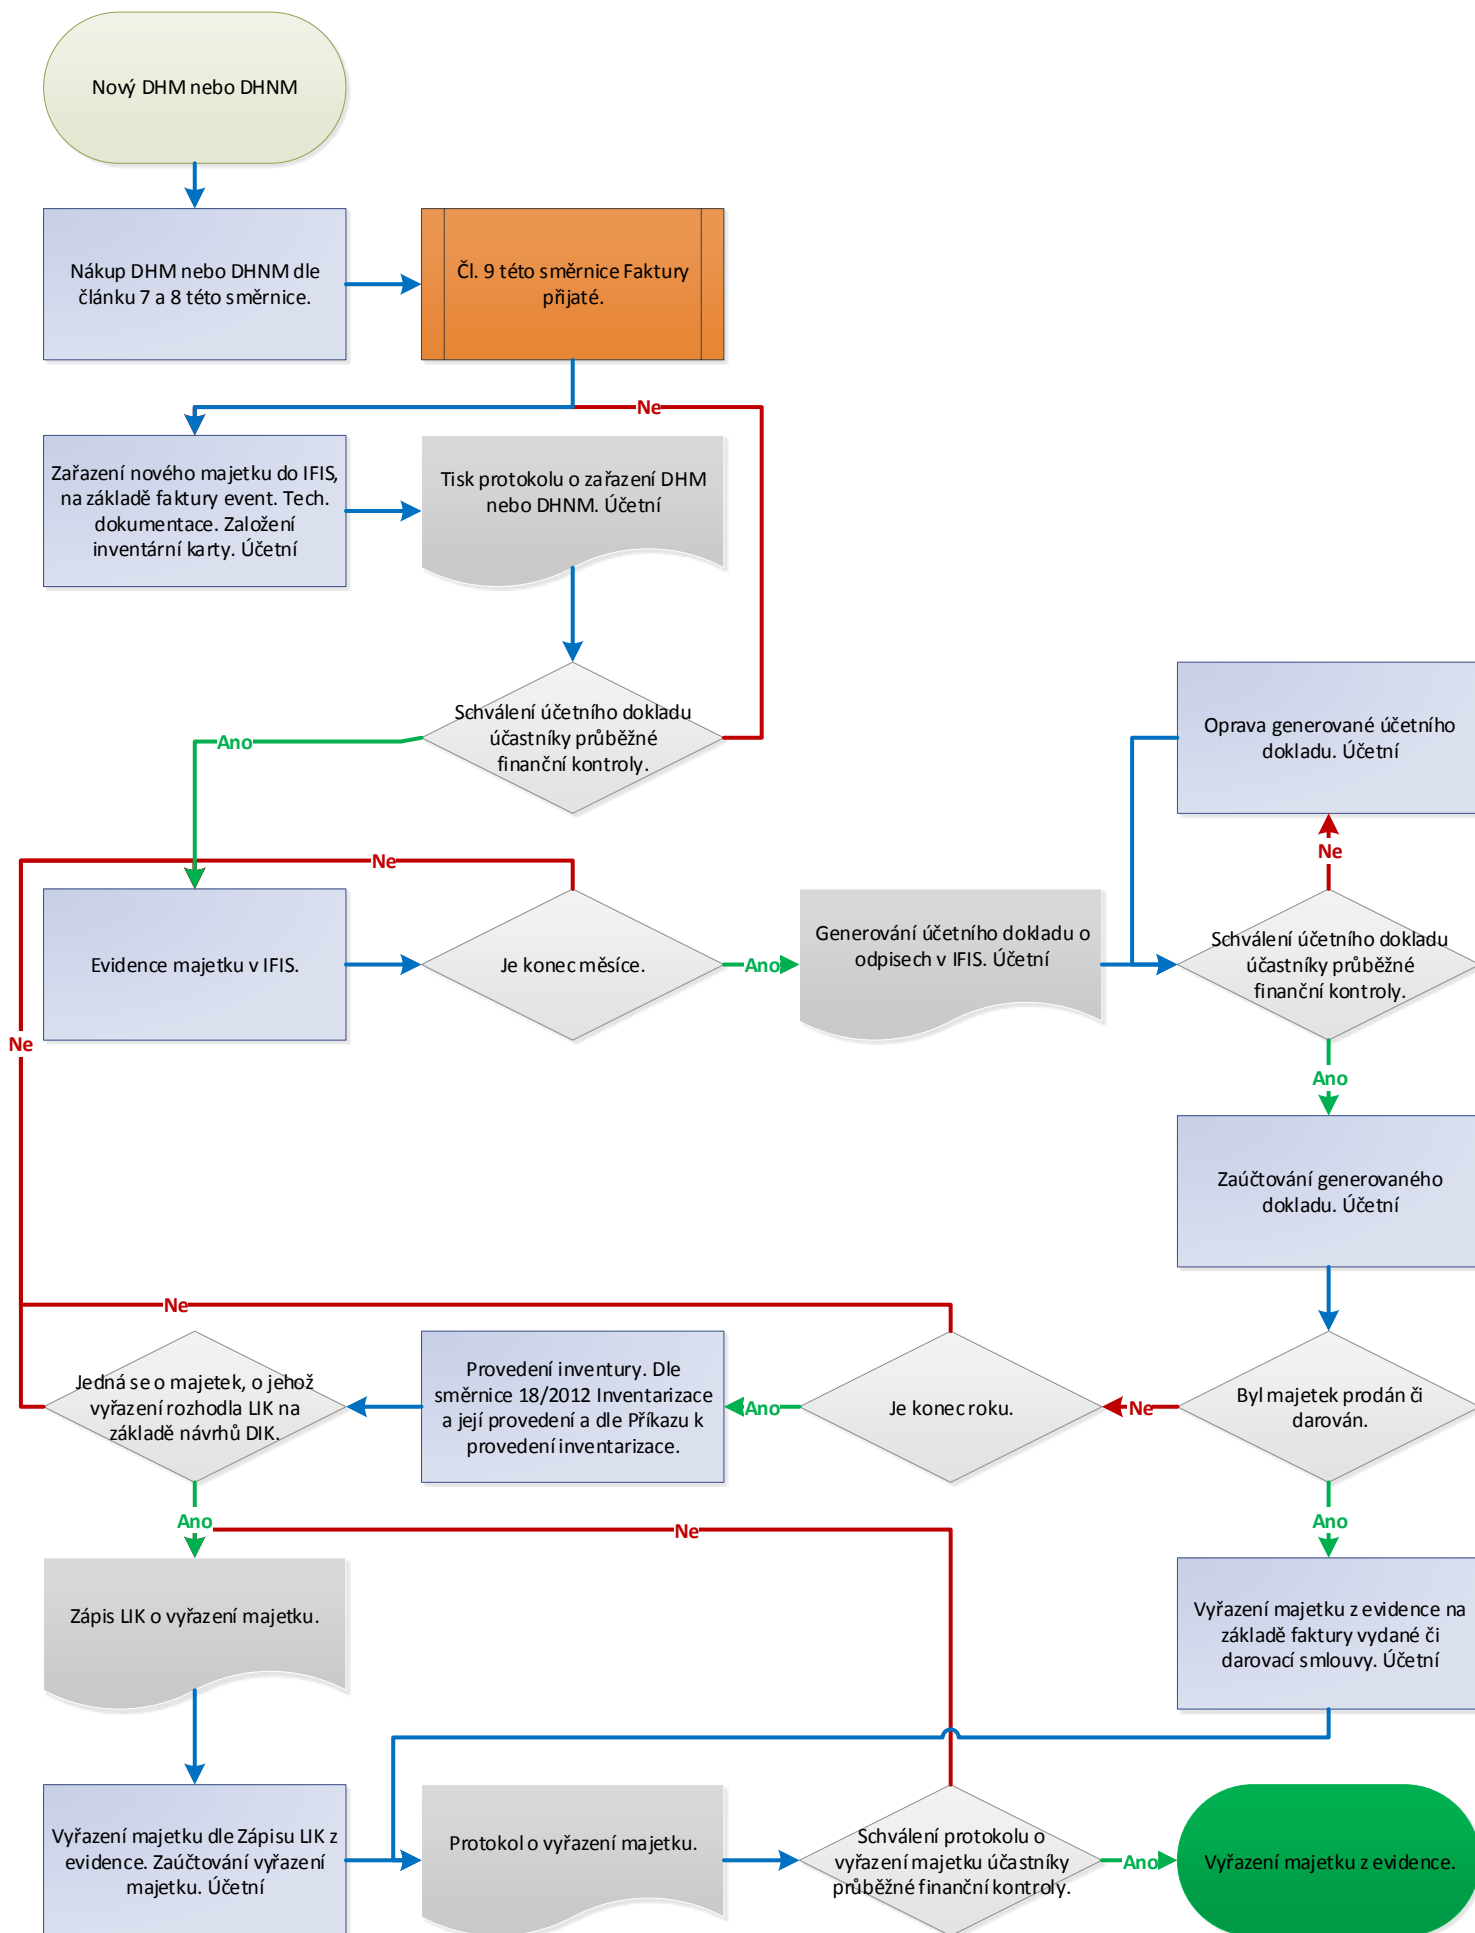 Nový DHM nebo DHNM
Nákup DHM nebo DHNM dle
článku 7 a 8 této směrnice.
Čl. 9 této směrnice Faktury
přijaté.
Ne
Zařazení nového majetku do IFIS,
na základě faktury event. Tech.
dokumentace. Založení
inventární karty. Účetní
Tisk protokolu o zařazení DHM
nebo DHNM. Účetní
Schválení účetního dokladu
účastníky průběžné
finanční kontroly.
Ano
Oprava generované účetního
dokladu. Účetní
Ne
Ne
Evidence majetku v IFIS.
Je konec měsíce.
Ano
Generování účetního dokladu o
odpisech v IFIS. Účetní
Schválení účetního dokladu
účastníky průběžné
finanční kontroly.
Ne
Ano
Zaúčtování generovaného
dokladu. Účetní
Ne
Jedná se o majetek, o jehož
vyřazení rozhodla LIK na
základě návrhů DIK.
Provedení inventury. Dle
směrnice 18/2012 Inventarizace
a její provedení a dle Příkazu k
provedení inventarizace.
Ano
Je konec roku.
Ne
Byl majetek prodán či
darován.
Ano
Ne
Ano
Zápis LIK o vyřazení majetku.
Vyřazení majetku z evidence na
základě faktury vydané či
darovací smlouvy. Účetní
Vyřazení majetku dle Zápisu LIK z
evidence. Zaúčtování vyřazení
majetku. Účetní
Protokol o vyřazení majetku.
Schválení protokolu o
vyřazení majetku účastníky
průběžné finanční kontroly.
Ano
Vyřazení majetku z evidence.